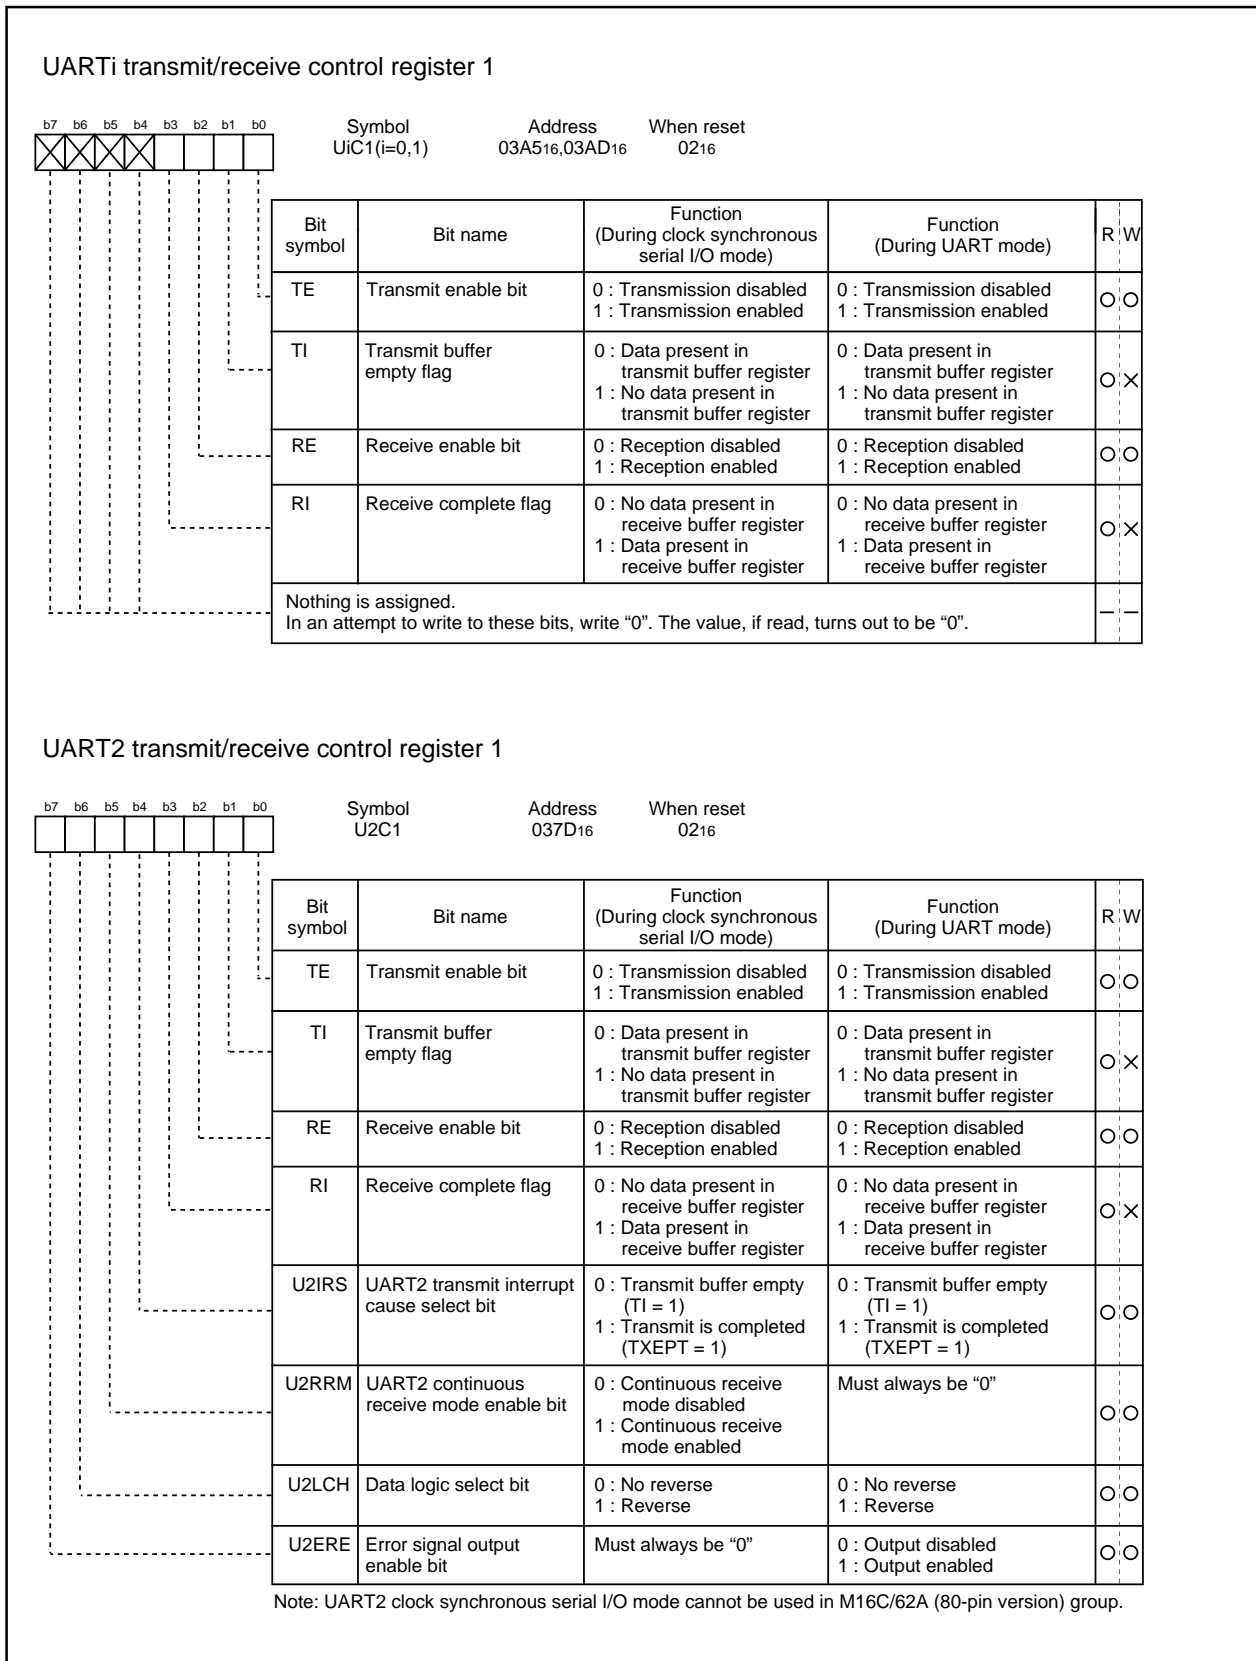 UARTi transmit/receive control register 1
b7 b6 b5 b4 b3 b2 b1 b0
Symbol Address When reset
UiC1(i=0,1) 03A516,03AD16 0216
Bit symbol Bit name Function (During clock synchronous serial I/O mode) Function (During UART mode) R W
TE Transmit enable bit 0 : Transmission disabled 0 : Transmission disabled
1 : Transmission enabled 1 : Transmission enabled
TI Transmit buffer 0 : Data present in 0 : Data present in
empty flag transmit buffer register transmit buffer register
1 : No data present in 1 : No data present in
transmit buffer register transmit buffer register
RE Receive enable bit 0 : Reception disabled 0 : Reception disabled
1 : Reception enabled 1 : Reception enabled
RI Receive complete flag 0 : No data present in 0 : No data present in
receive buffer register receive buffer register
1 : Data present in 1 : Data present in
receive buffer register receive buffer register
Nothing is assigned.
In an attempt to write to these bits, write “0”. The value, if read, turns out to be “0”.
UART2 transmit/receive control register 1
b7 b6 b5 b4 b3 b2 b1 b0
Symbol Address When reset
U2C1 037D16 0216
Bit symbol Bit name Function (During clock synchronous serial I/O mode) Function (During UART mode) R W
TE Transmit enable bit 0 : Transmission disabled 0 : Transmission disabled
1 : Transmission enabled 1 : Transmission enabled
TI Transmit buffer 0 : Data present in 0 : Data present in
empty flag transmit buffer register transmit buffer register
1 : No data present in 1 : No data present in
transmit buffer register transmit buffer register
RE Receive enable bit 0 : Reception disabled 0 : Reception disabled
1 : Reception enabled 1 : Reception enabled
RI Receive complete flag 0 : No data present in 0 : No data present in
receive buffer register receive buffer register
1 : Data present in 1 : Data present in
receive buffer register receive buffer register
U2IRS UART2 transmit interrupt 0 : Transmit buffer empty 0 : Transmit buffer empty
cause select bit (TI = 1) (TI = 1)
1 : Transmit is completed 1 : Transmit is completed
(TXEPT = 1) (TXEPT = 1)
U2RRM UART2 continuous 0 : Continuous receive Must always be “0”
receive mode enable bit mode disabled
1 : Continuous receive
mode enabled
U2LCH Data logic select bit 0 : No reverse 0 : No reverse
1 : Reverse 1 : Reverse
U2ERE Error signal output Must always be “0” 0 : Output disabled
enable bit 1 : Output enabled
Note: UART2 clock synchronous serial I/O mode cannot be used in M16C/62A (80-pin version) group.